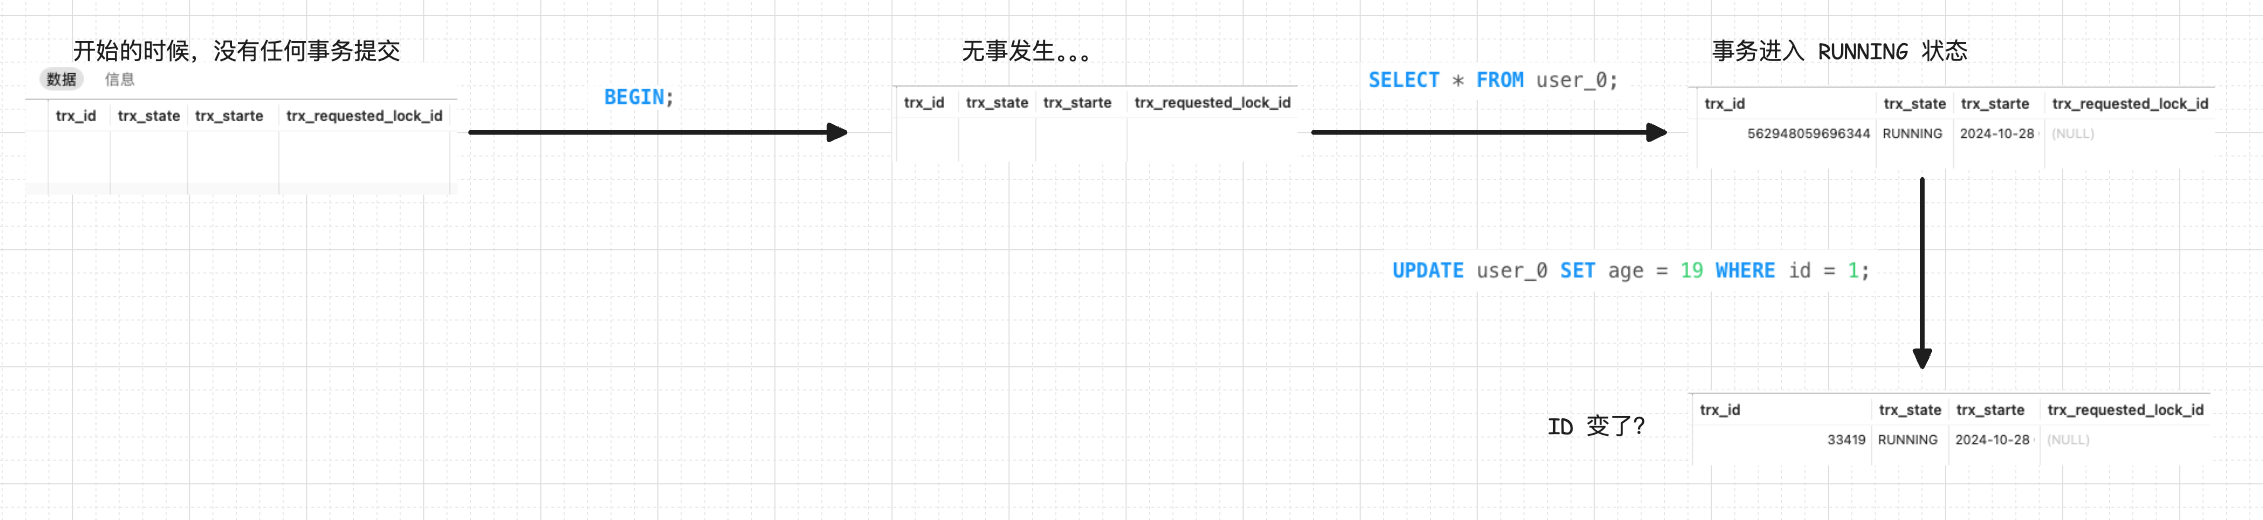 开始的时候，没有任何事务提交
数据 信息
trx_id trx_state trx_starte trx_requested_lock_id
BEGIN;
无事发生。。。
trx_id trx_state trx_starte trx_requested_lock_id
SELECT * FROM user_0;
事务进入 RUNNING 状态
trx_id trx_state trx_starte trx_requested_lock_id
562948059696344 RUNNING 2024-10-28 (NULL)
UPDATE user_0 SET age = 19 WHERE id = 1;
ID 变了？
trx_id trx_state trx_starte trx_requested_lock_id
33419 RUNNING 2024-10-28 (NULL)